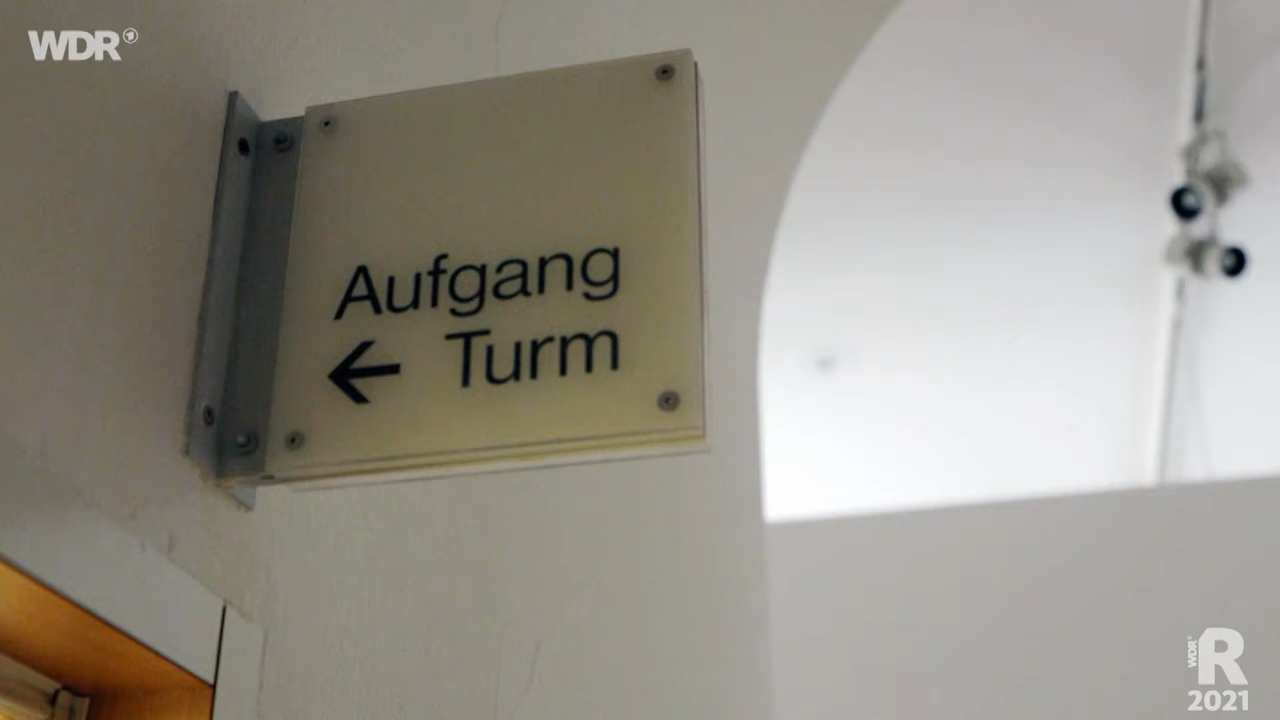 WDR
Aufgang
← Turm
WDR
R
2021